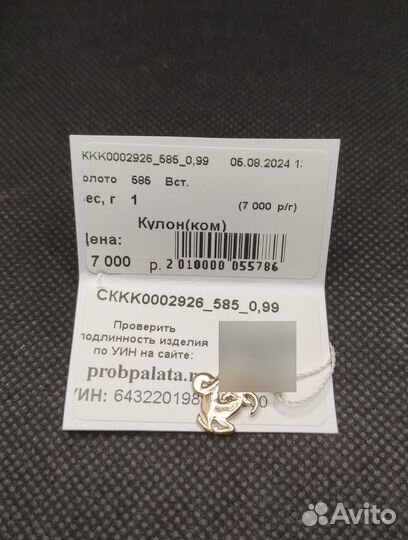 KKK0002926_585_0,99 05.08.2024 1
олото 585 Вст.
ес, г 1 (7 000 р/г)
Кулон(ком)
Цена:
7 000 р. 2 010000 055786
СККК0002926_585_0,99
Проверить
подлинность изделия
по УИН на сайте:
probpalata.
УИН: 643220198
Avito